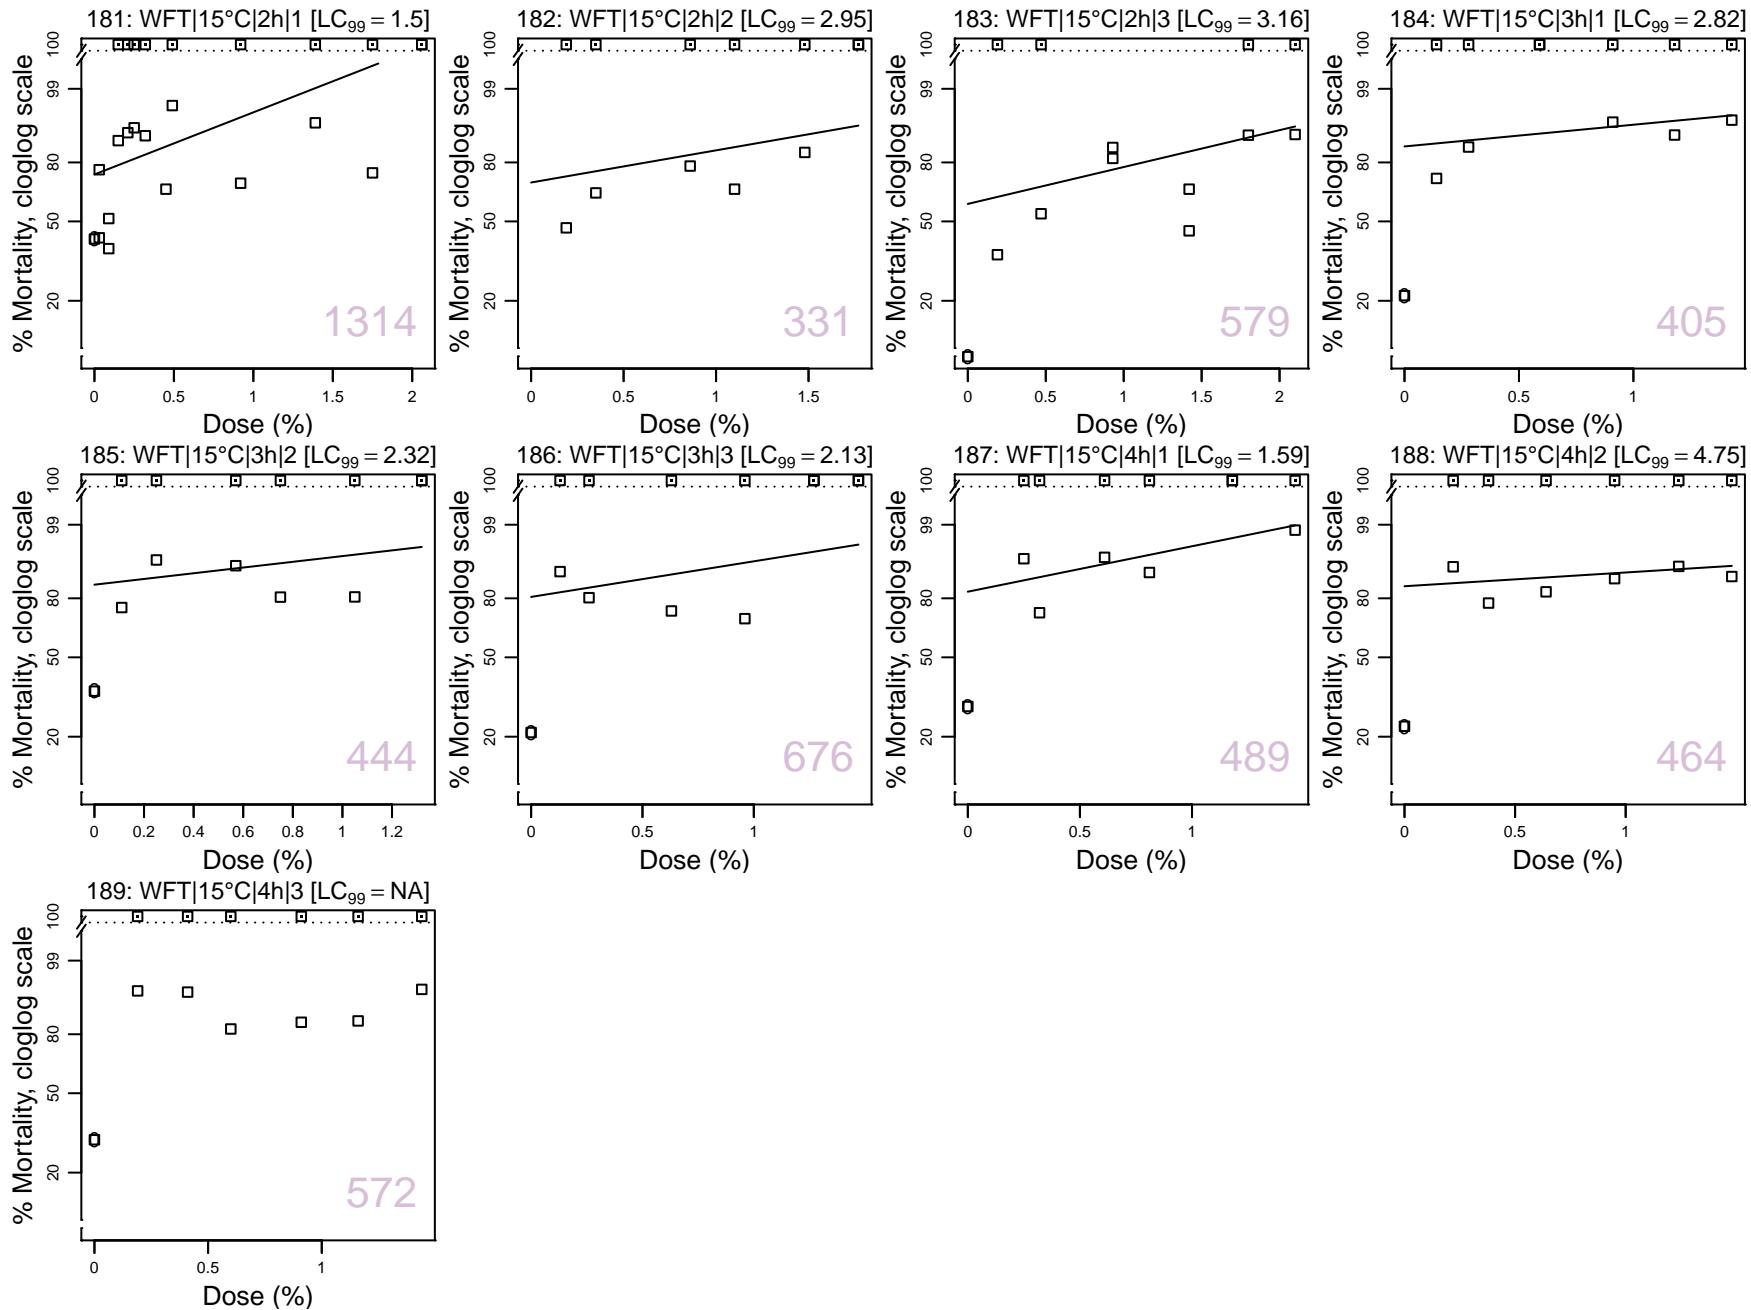 181: WFT|15°C|2h|1 [LC99 = 1.5]
% Mortality, cloglog scale
100
99
80
50
20
1314
0 0.5 1 1.5 2
Dose (%)
182: WFT|15°C|2h|2 [LC99 = 2.95]
% Mortality, cloglog scale
100
99
80
50
20
331
0 0.5 1 1.5
Dose (%)
183: WFT|15°C|2h|3 [LC99 = 3.16]
% Mortality, cloglog scale
100
99
80
50
20
579
0 0.5 1 1.5 2
Dose (%)
184: WFT|15°C|3h|1 [LC99 = 2.82]
% Mortality, cloglog scale
100
99
80
50
20
405
0 0.5 1
Dose (%)
185: WFT|15°C|3h|2 [LC99 = 2.32]
% Mortality, cloglog scale
100
99
80
50
20
444
0 0.2 0.4 0.6 0.8 1 1.2
Dose (%)
186: WFT|15°C|3h|3 [LC99 = 2.13]
% Mortality, cloglog scale
100
99
80
50
20
676
0 0.5 1
Dose (%)
187: WFT|15°C|4h|1 [LC99 = 1.59]
% Mortality, cloglog scale
100
99
80
50
20
489
0 0.5 1
Dose (%)
188: WFT|15°C|4h|2 [LC99 = 4.75]
% Mortality, cloglog scale
100
99
80
50
20
464
0 0.5 1
Dose (%)
189: WFT|15°C|4h|3 [LC99 = NA]
% Mortality, cloglog scale
100
99
80
50
20
572
0 0.5 1
Dose (%)